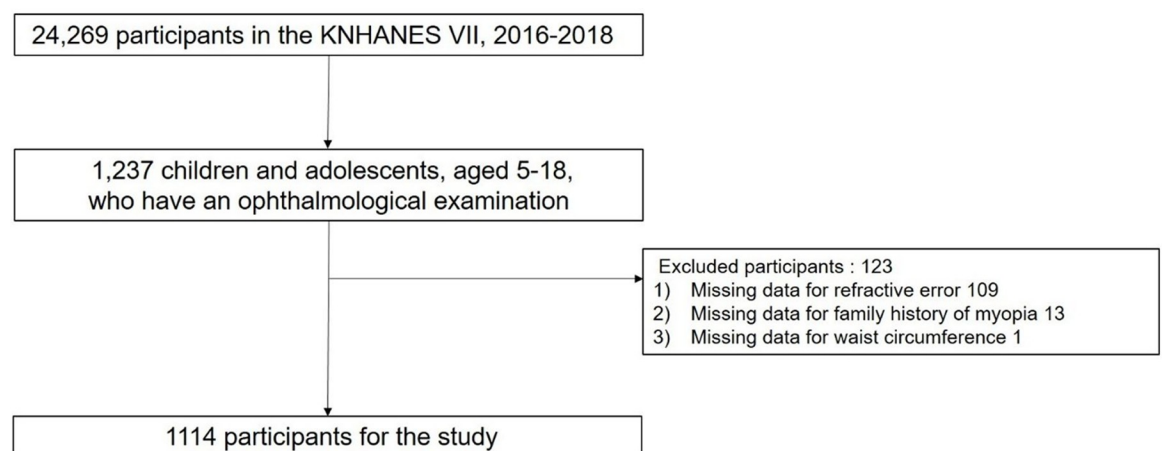 24,269 participants in the KNHANES VII, 2016-2018
1,237 children and adolescents, aged 5-18,
who have an ophthalmological examination
Excluded participants : 123
1) Missing data for refractive error 109
2) Missing data for family history of myopia 13
3) Missing data for waist circumference 1
1114 participants for the study